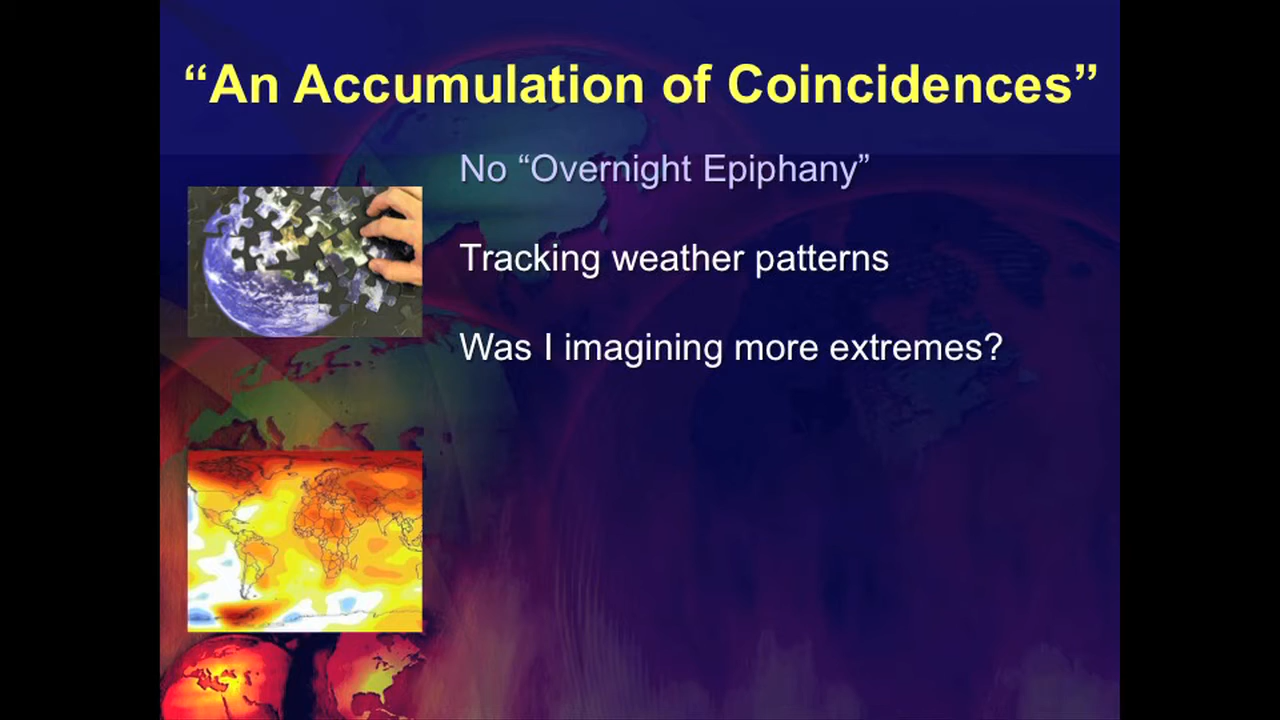 “An Accumulation of Coincidences”
No “Overnight Epiphany”
Tracking weather patterns
Was I imagining more extremes?